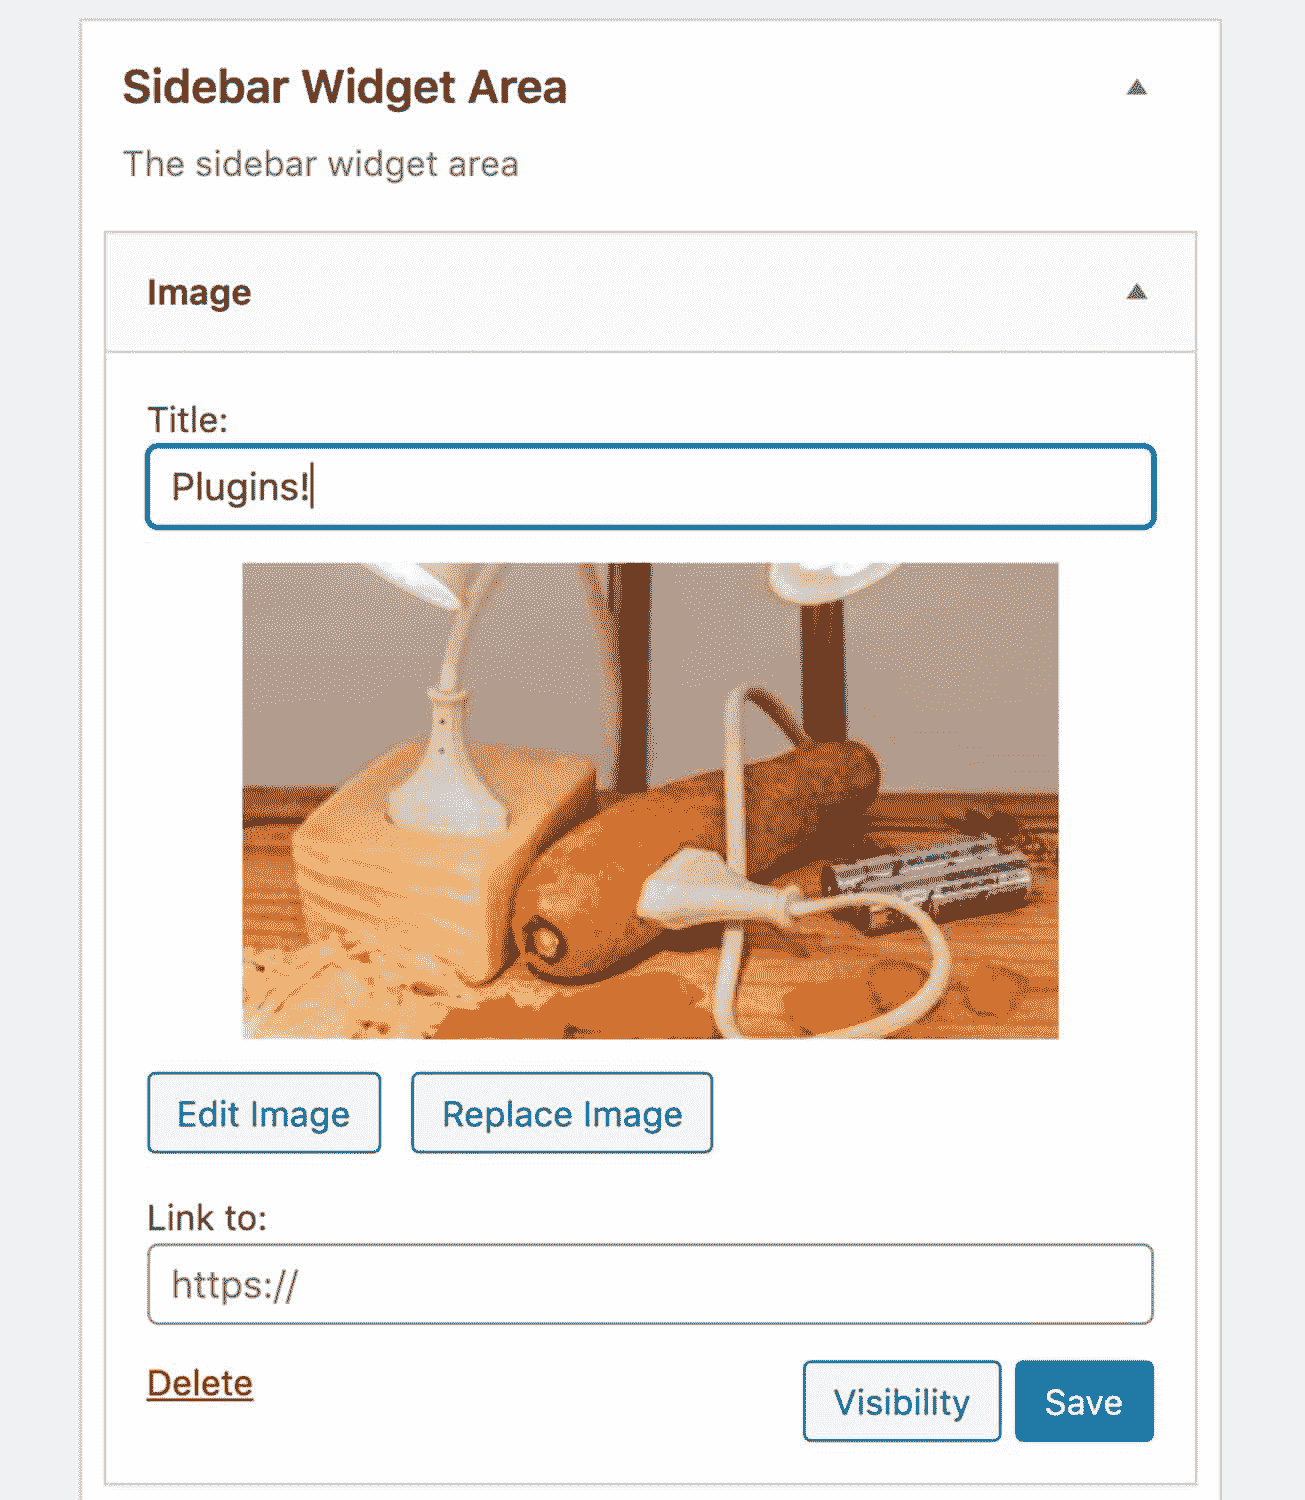 Sidebar Widget Area
The sidebar widget area
Image
Title:
Plugins!
Edit Image Replace Image
Link to:
https://
Delete Visibility Save